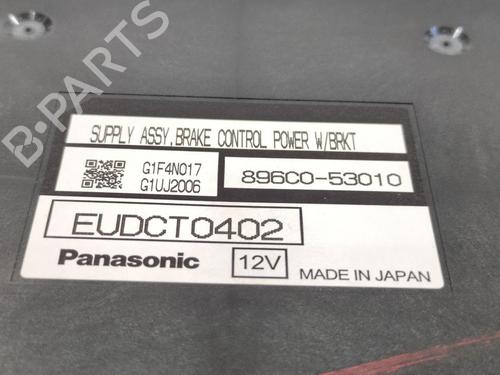 SUPPLY ASSY, BRAKE CONTROL POWER W/BRKT
G1F4N017
G1UJ2006
896C0-53010
EUDCT0402
Panasonic 12V MADE IN JAPAN
B-PARTS